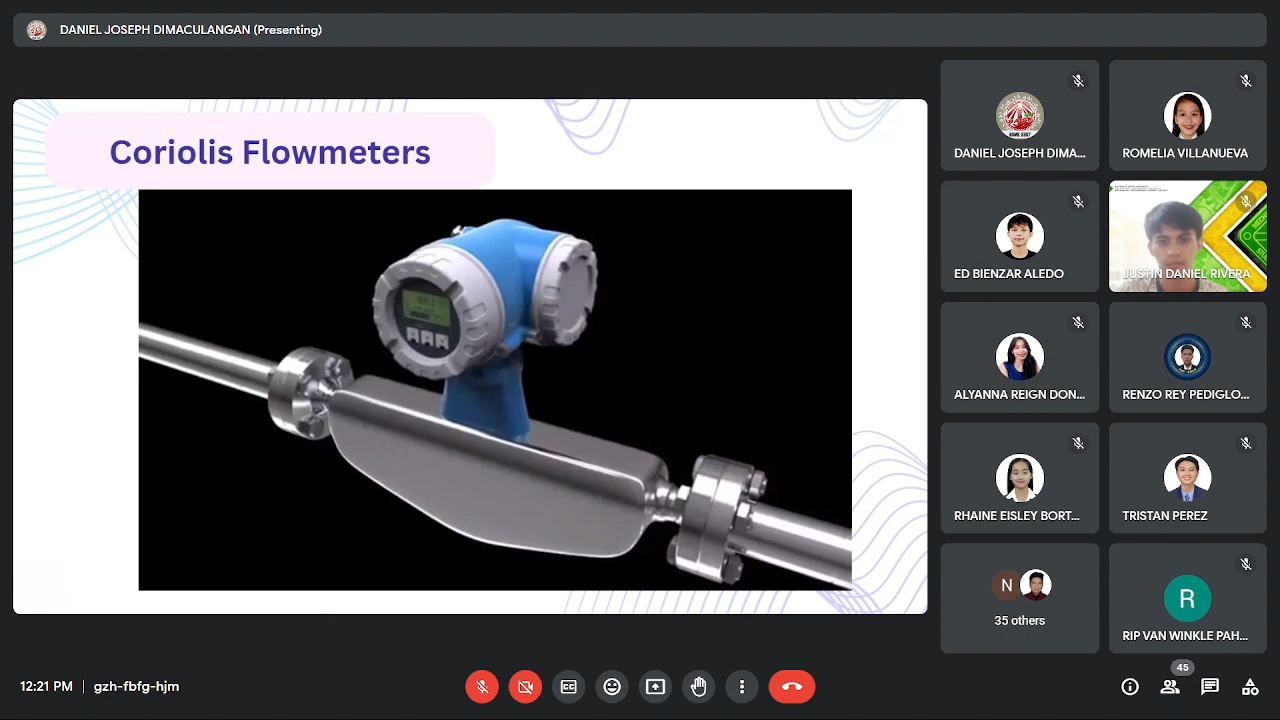 DANIEL JOSEPH DIMACULANGAN (Presenting)
Coriolis Flowmeters
DANIEL JOSEPH DIMA...
ROMELIA VILLANUEVA
ED BIENZAR ALEDO
JUSTIN DANIEL RIVERA
ALYANNA REIGN DON...
RENZO REY PEDIGLO...
RHAINE EISLEY BORT...
TRISTAN PEREZ
N
35 others
R
RIP VAN WINKLE PAH...
12:21 PM
gzh-fbfg-hjm
45